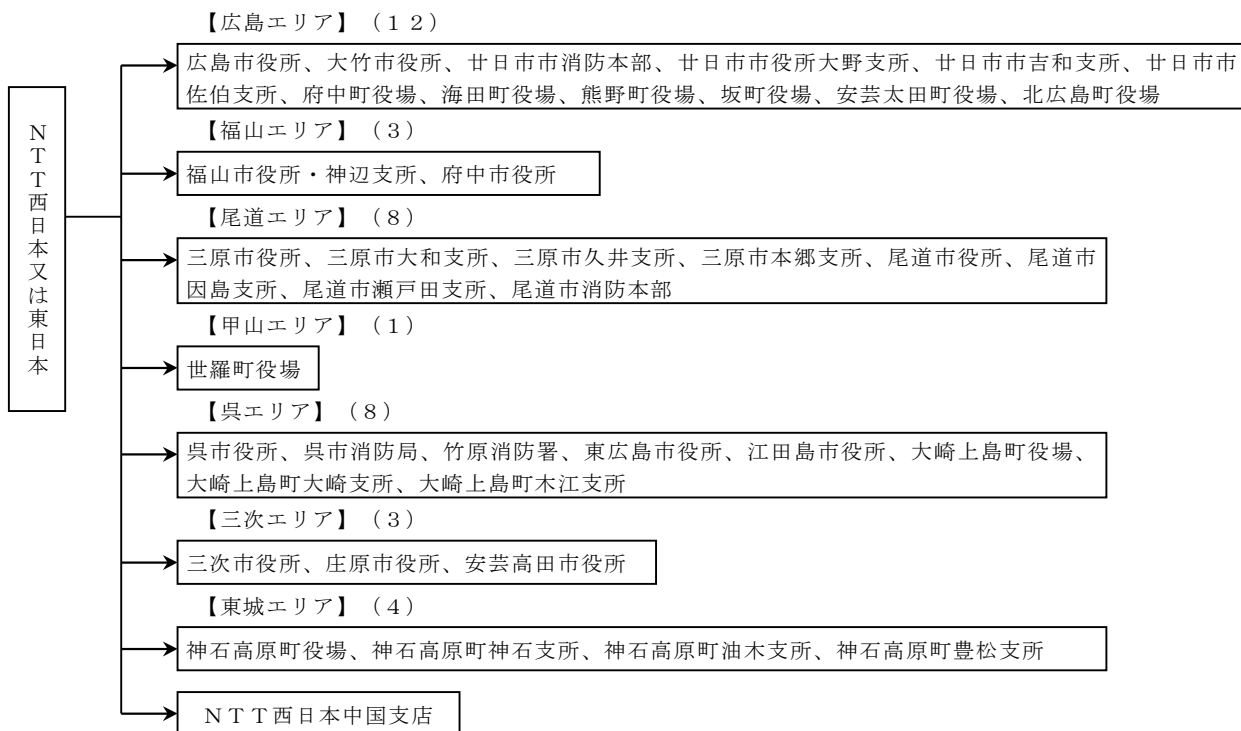 【広島エリア】（１２）
広島市役所、大竹市役所、廿日市市消防本部、廿日市市役所大野支所、廿日市市吉和支所、廿日市市
佐伯支所、府中町役場、海田町役場、熊野町役場、坂町役場、安芸太田町役場、北広島町役場
ＮＴＴ西日本又は東日本
【福山エリア】（３）
福山市役所・神辺支所、府中市役所
【尾道エリア】（８）
三原市役所、三原市大和支所、三原市久井支所、三原市本郷支所、尾道市役所、尾道市
因島支所、尾道市瀬戸田支所、尾道市消防本部
【甲山エリア】（１）
世羅町役場
【呉エリア】（８）
呉市役所、呉市消防局、竹原消防署、東広島市役所、江田島市役所、大崎上島町役場、
大崎上島町大崎支所、大崎上島町木江支所
【三次エリア】（３）
三次市役所、庄原市役所、安芸高田市役所
【東城エリア】（４）
神石高原町役場、神石高原町神石支所、神石高原町油木支所、神石高原町豊松支所
ＮＴＴ西日本中国支店